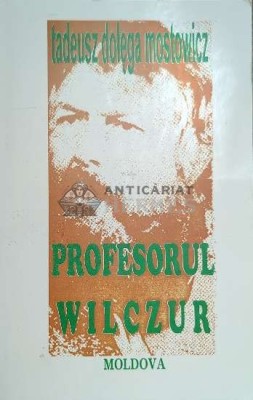 tadeusz dołęga mostowicz
ANTICARIAT
PROFESORUL
WILCZUR
MOLDOVA